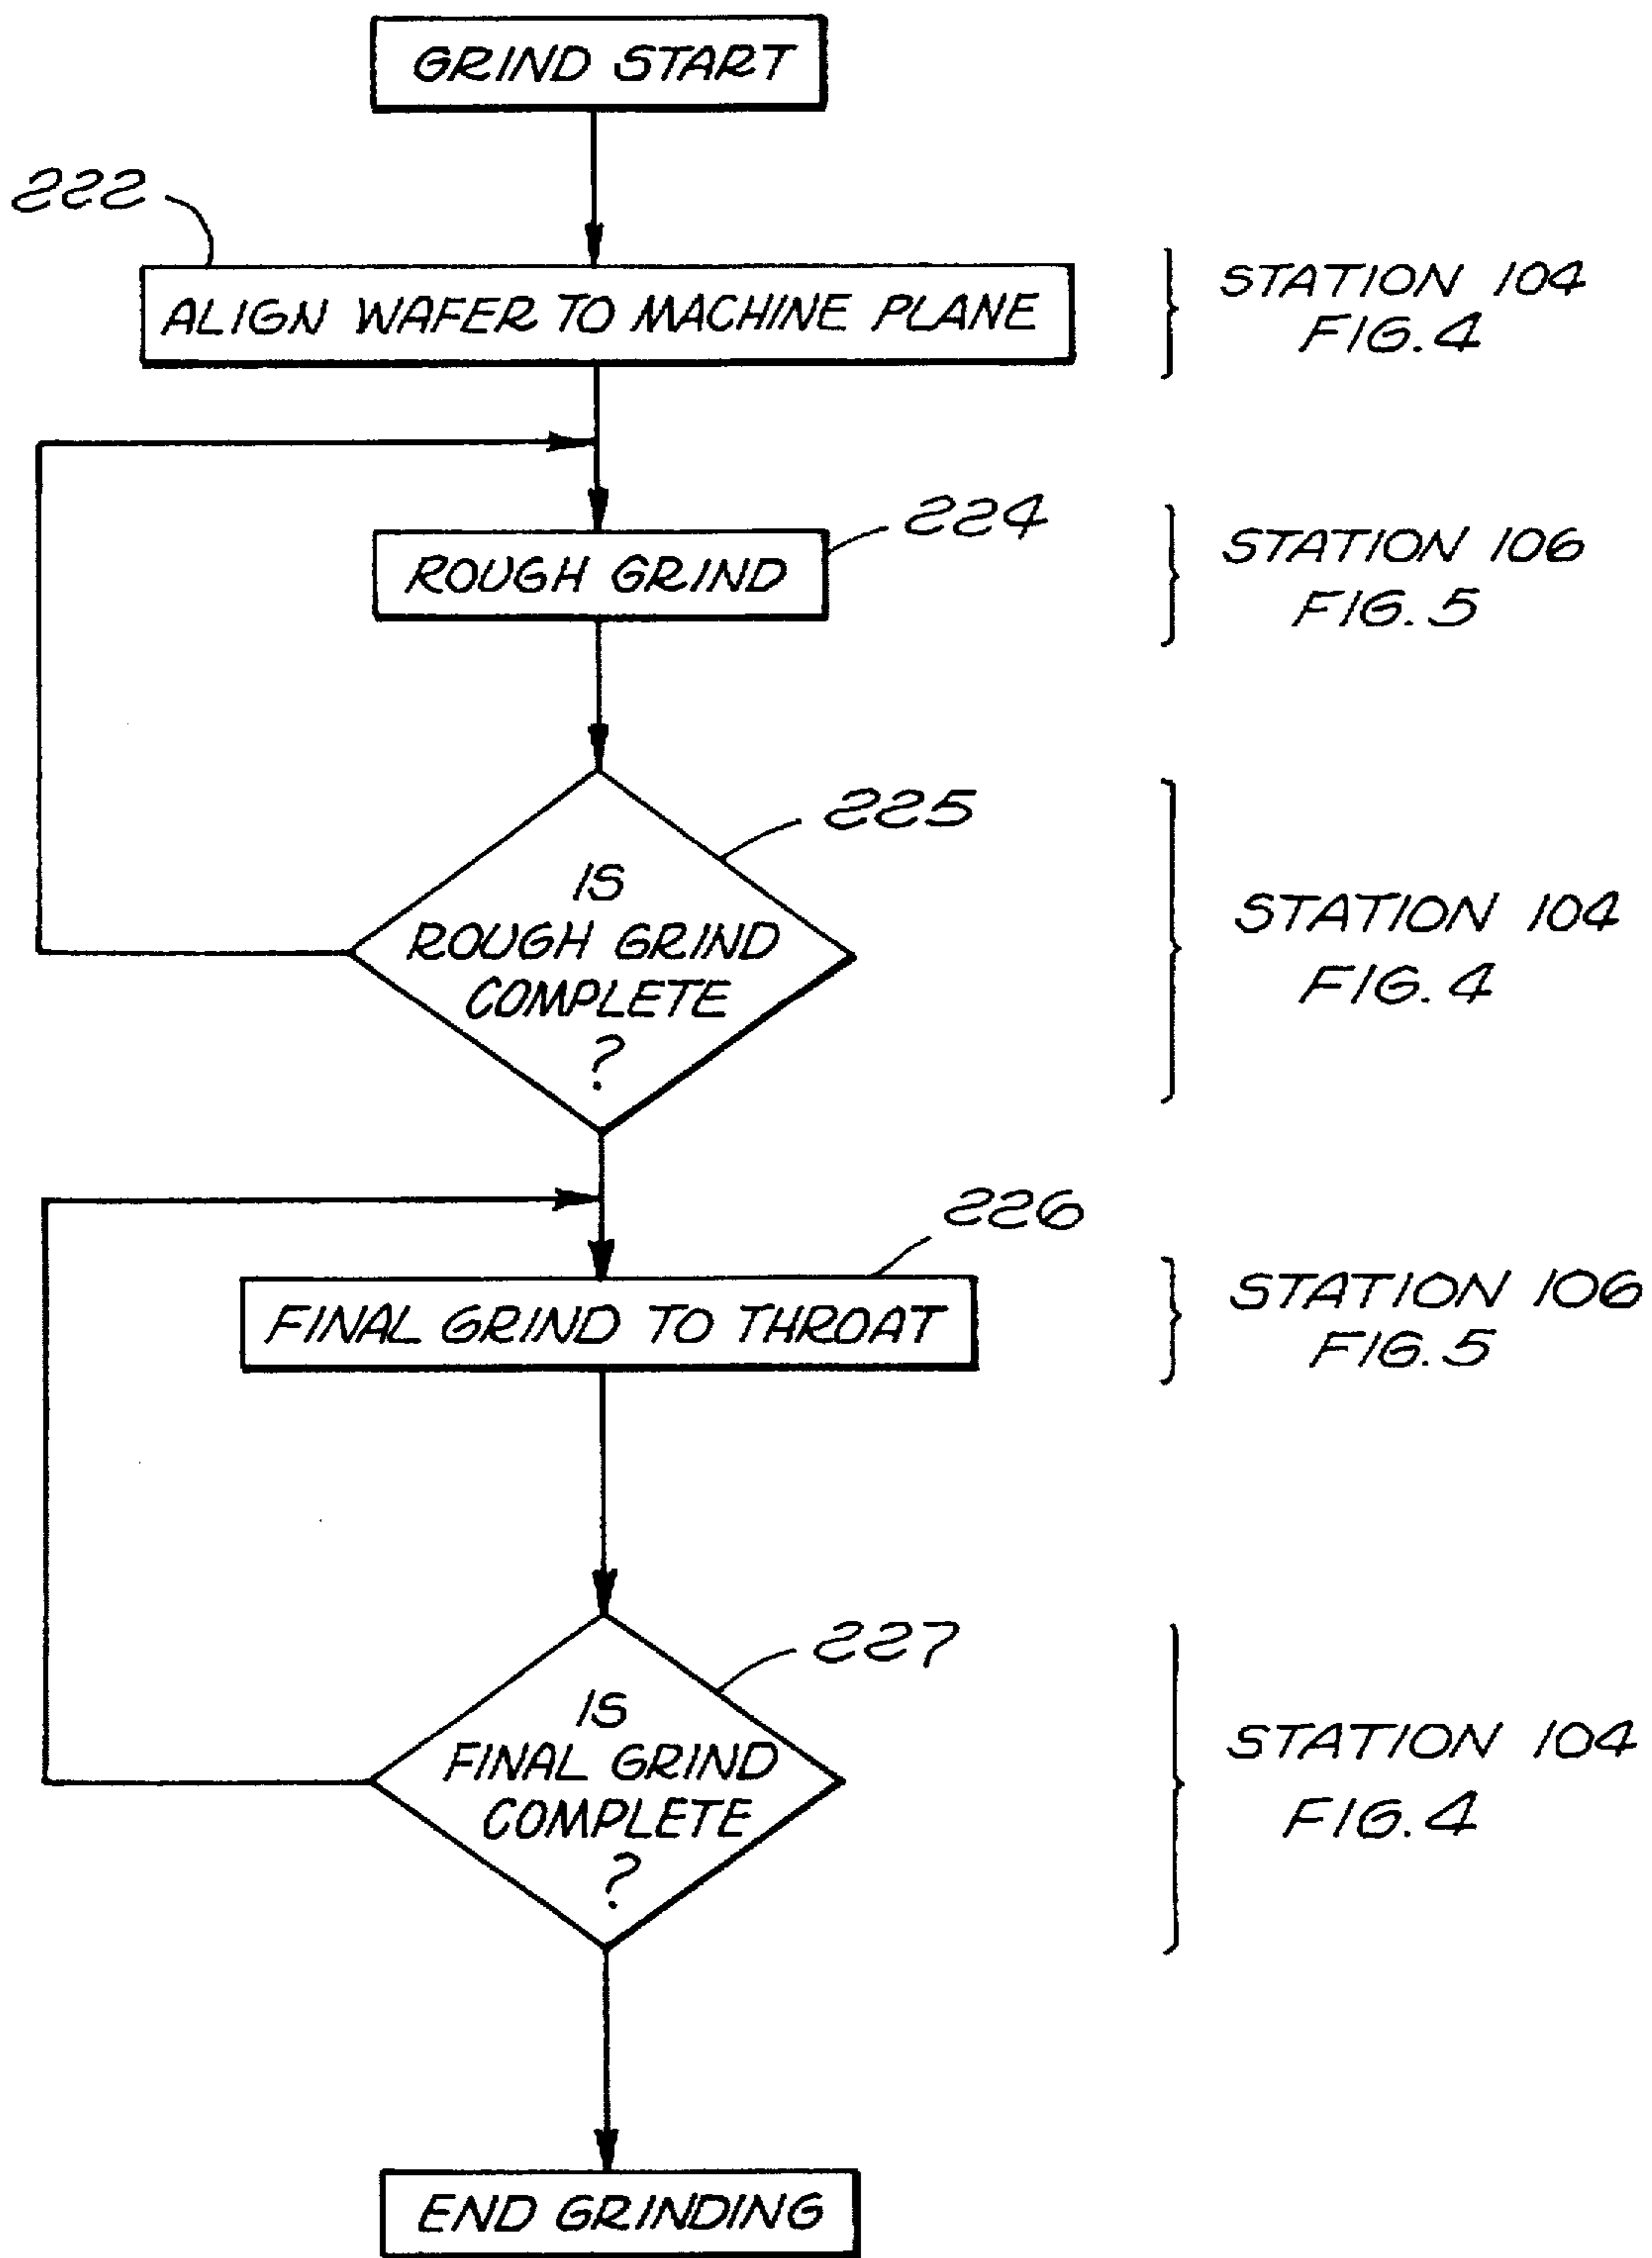 GRIND START
222
ALIGN WAFER TO MACHINE PLANE
STATION 104
FIG. 4
224
ROUGH GRIND
STATION 106
FIG. 5
225
IS
ROUGH GRIND
COMPLETE
?
STATION 104
FIG. 4
226
FINAL GRIND TO THROAT
STATION 106
FIG. 5
227
IS
FINAL GRIND
COMPLETE
?
STATION 104
FIG. 4
END GRINDING